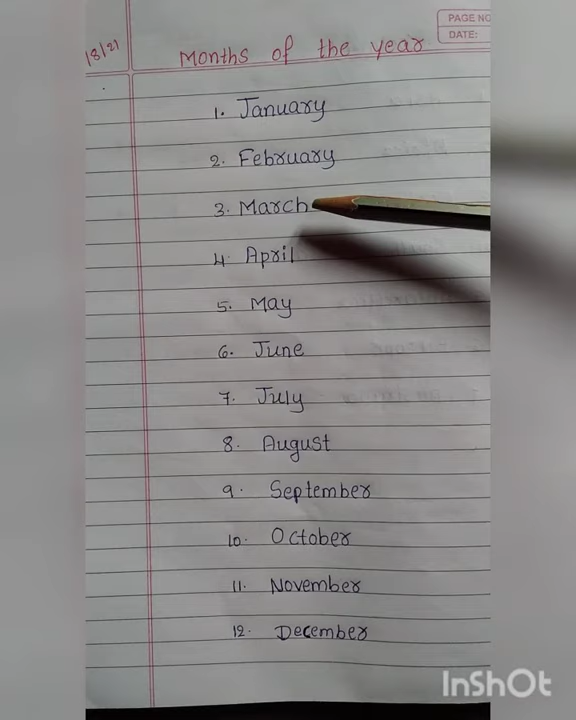 PAGE NO
DATE:
18/21
Months of the year
1. January
2. February
3. March
4. April
5. May
6. June
7. July
8. August
9. September
10. October
11. November
12. December
InShOt